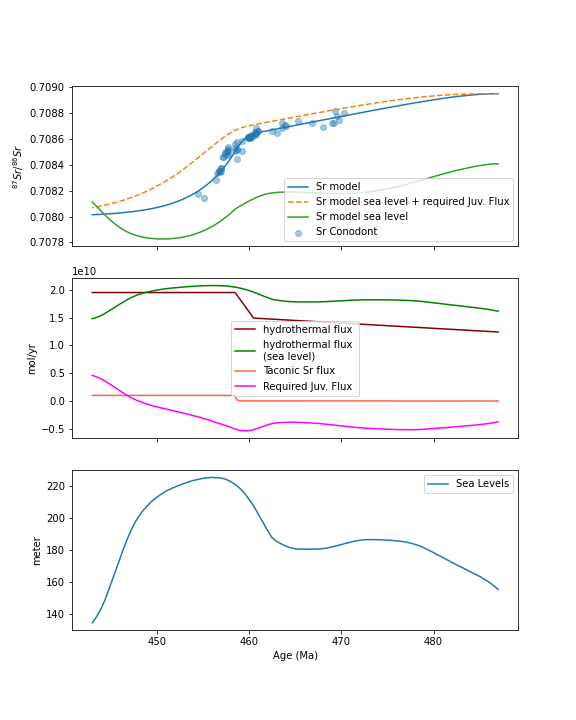 0.7090
0.7088
0.7086
0.7084
0.7082
0.7080
0.7078
⁸⁷Sr/⁸⁶Sr
Sr model
Sr model sea level + required Juv. Flux
Sr model sea level
Sr Conodont
1e10
2.0
1.5
1.0
0.5
0.0
−0.5
mol/yr
hydrothermal flux
hydrothermal flux
(sea level)
Taconic Sr flux
Required Juv. Flux
220
200
180
160
140
meter
Sea Levels
450 460 470 480
Age (Ma)